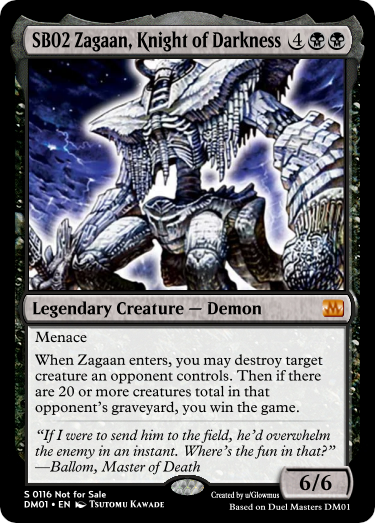 SB02 Zagaan, Knight of Darkness 4
Legendary Creature — Demon
Menace
When Zagaan enters, you may destroy target
creature an opponent controls. Then if there
are 20 or more creatures total in that
opponent's graveyard, you win the game.
“If I were to send him to the field, he’d overwhelm
the enemy in an instant. Where’s the fun in that?”
—Ballom, Master of Death
6/6
S 0116 Not for Sale
DM01 • EN Tsutomu Kawade
Created by u/Glowmus
Based on Duel Masters DM01